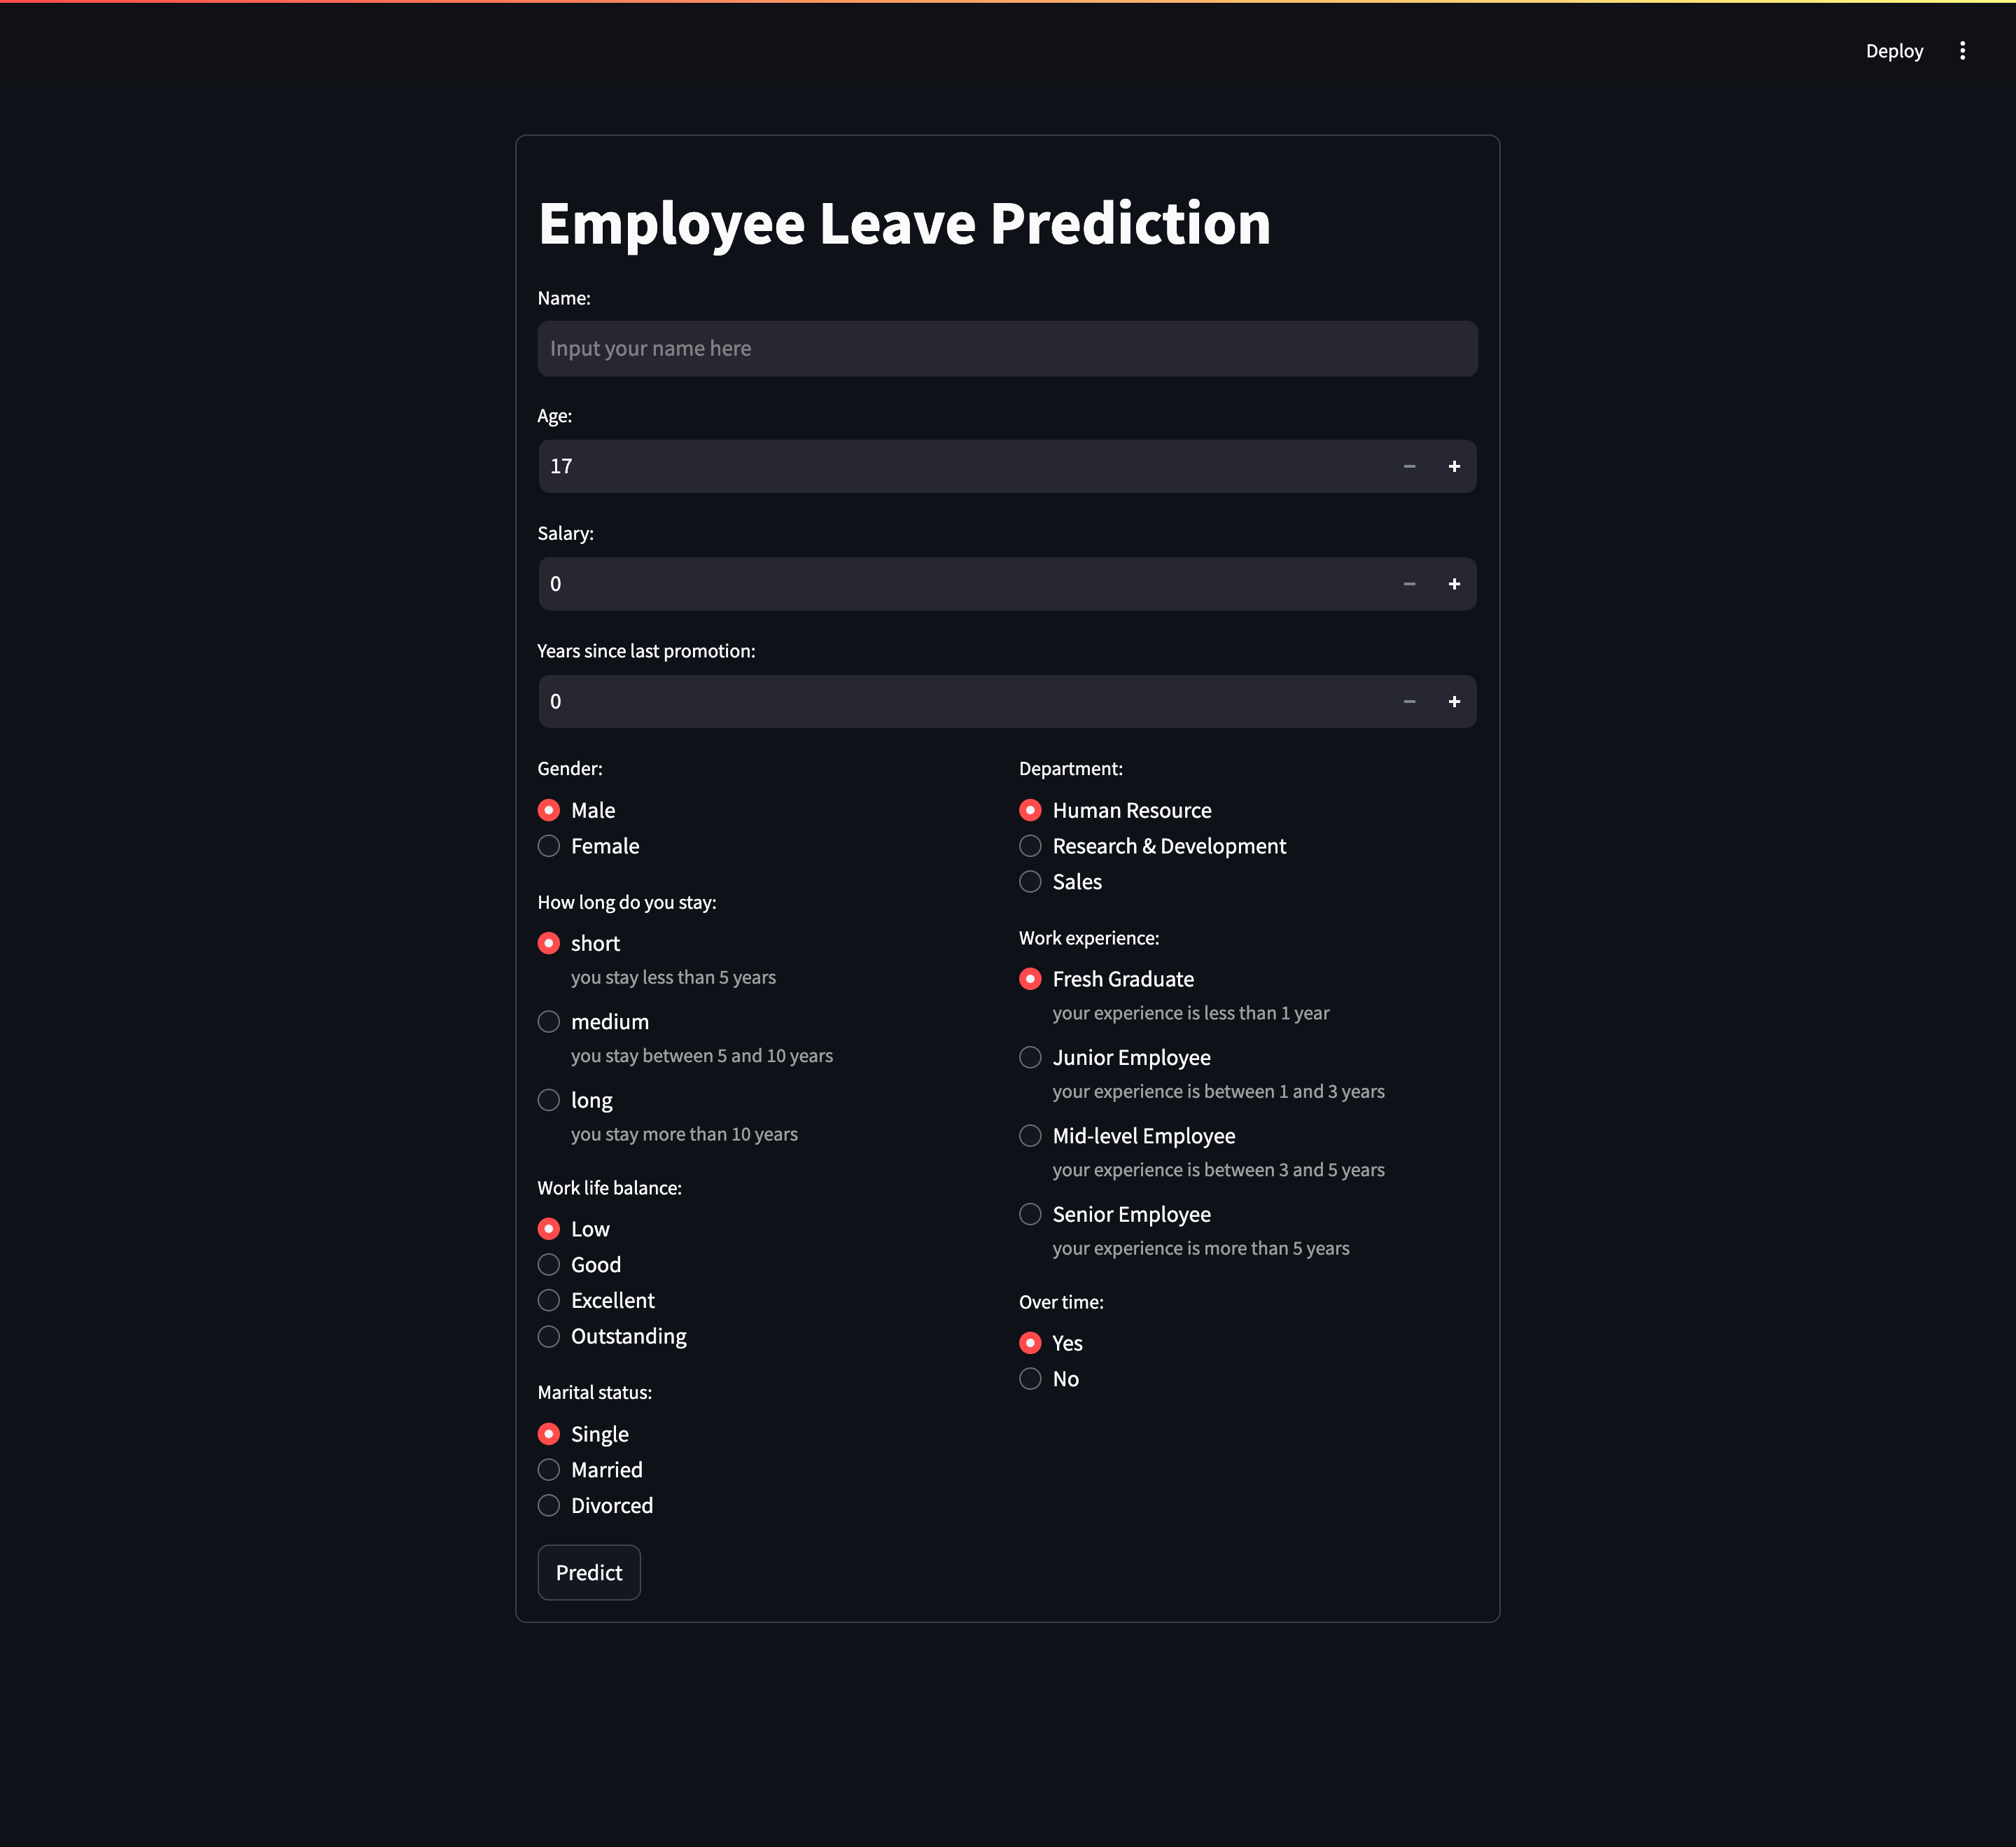 Deploy
Employee Leave Prediction
Name:
Input your name here
Age:
17
Salary:
0
Years since last promotion:
0
Gender:
Male
Female
How long do you stay:
short
you stay less than 5 years
medium
you stay between 5 and 10 years
long
you stay more than 10 years
Work life balance:
Low
Good
Excellent
Outstanding
Marital status:
Single
Married
Divorced
Department:
Human Resource
Research & Development
Sales
Work experience:
Fresh Graduate
your experience is less than 1 year
Junior Employee
your experience is between 1 and 3 years
Mid-level Employee
your experience is between 3 and 5 years
Senior Employee
your experience is more than 5 years
Over time:
Yes
No
Predict